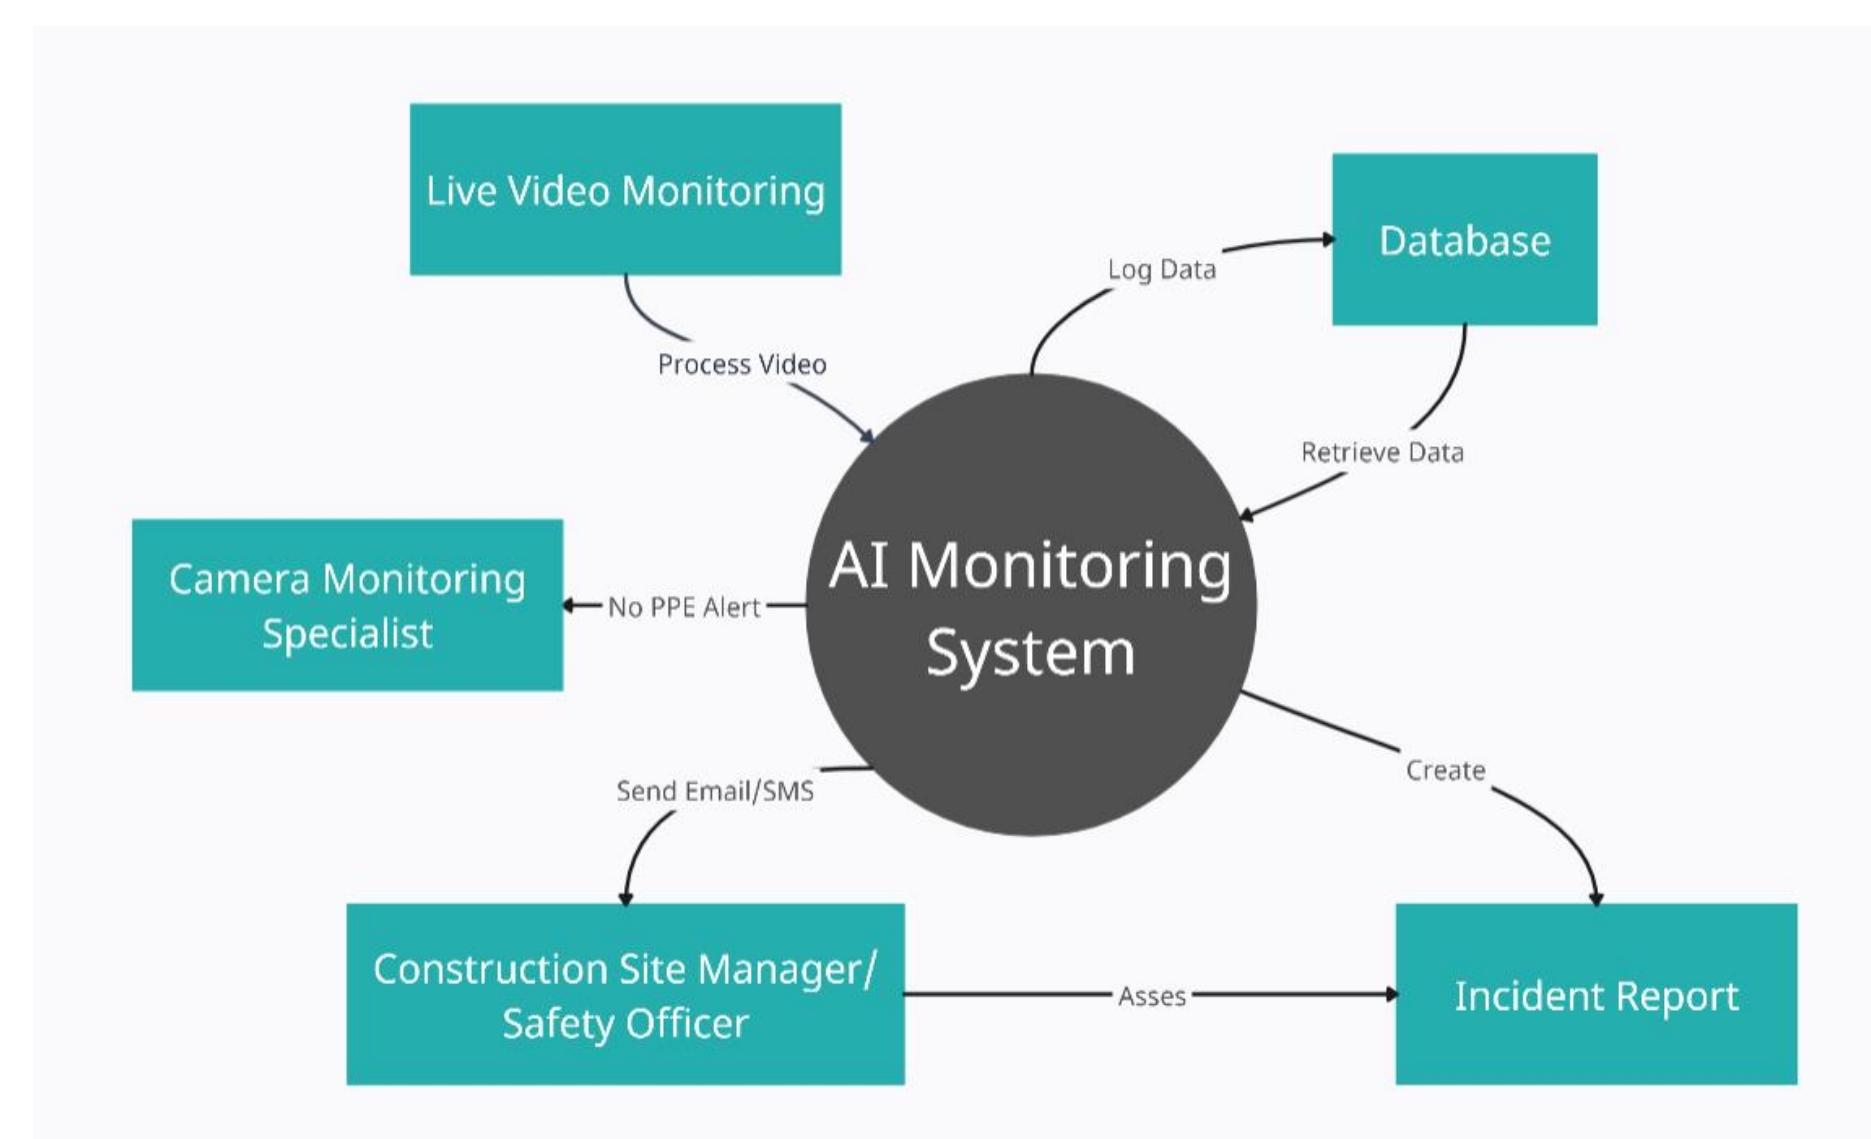 Live Video Monitoring
Database
Log Data
Process Video
Retrieve Data
AI Monitoring
System
Camera Monitoring
Specialist
No PPE Alert
Send Email/SMS
Create
Construction Site Manager/
Safety Officer
Asses
Incident Report